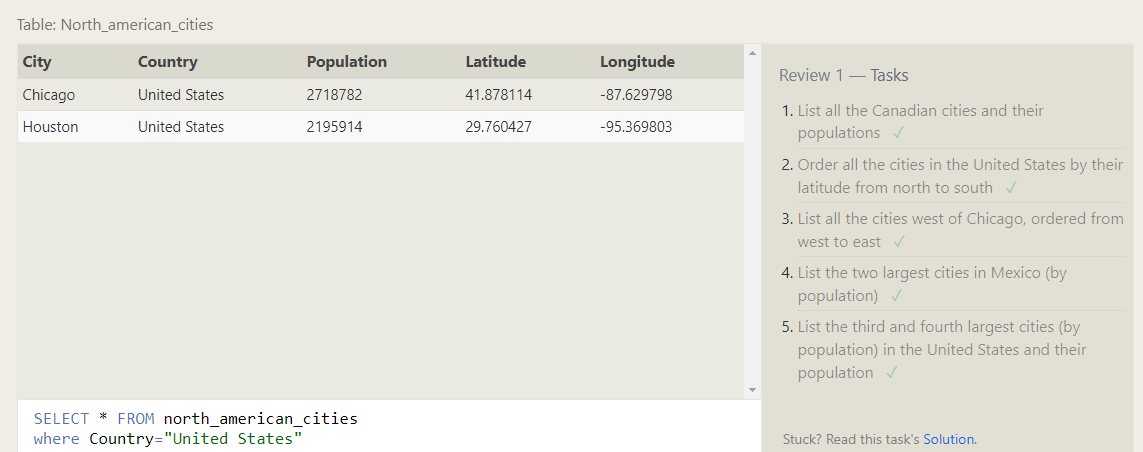 Table: North_american_cities
City Country Population Latitude Longitude
Chicago United States 2718782 41.878114 -87.629798
Houston United States 2195914 29.760427 -95.369803
SELECT * FROM north_american_cities
where Country="United States"
Review 1 — Tasks
1. List all the Canadian cities and their
populations ✓
2. Order all the cities in the United States by their
latitude from north to south ✓
3. List all the cities west of Chicago, ordered from
west to east ✓
4. List the two largest cities in Mexico (by
population) ✓
5. List the third and fourth largest cities (by
population) in the United States and their
population ✓
Stuck? Read this task's Solution.